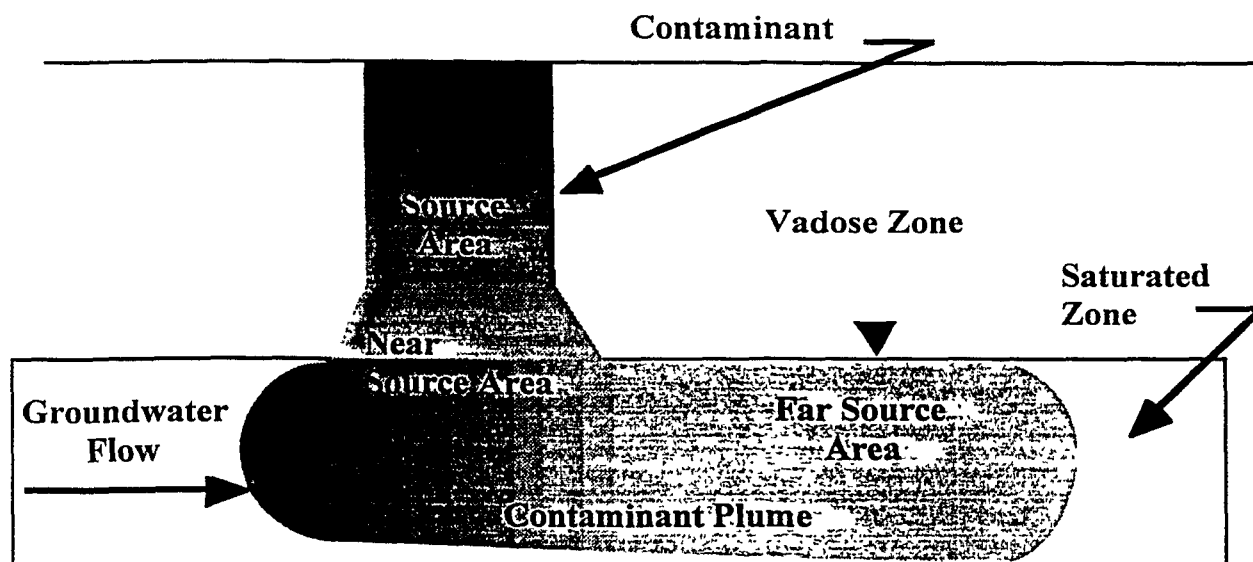 Contaminant
Source
Area
Vadose Zone
Saturated
Zone
Near
Source Area
Groundwater
Flow
Far Source
Area
Contaminant Plume